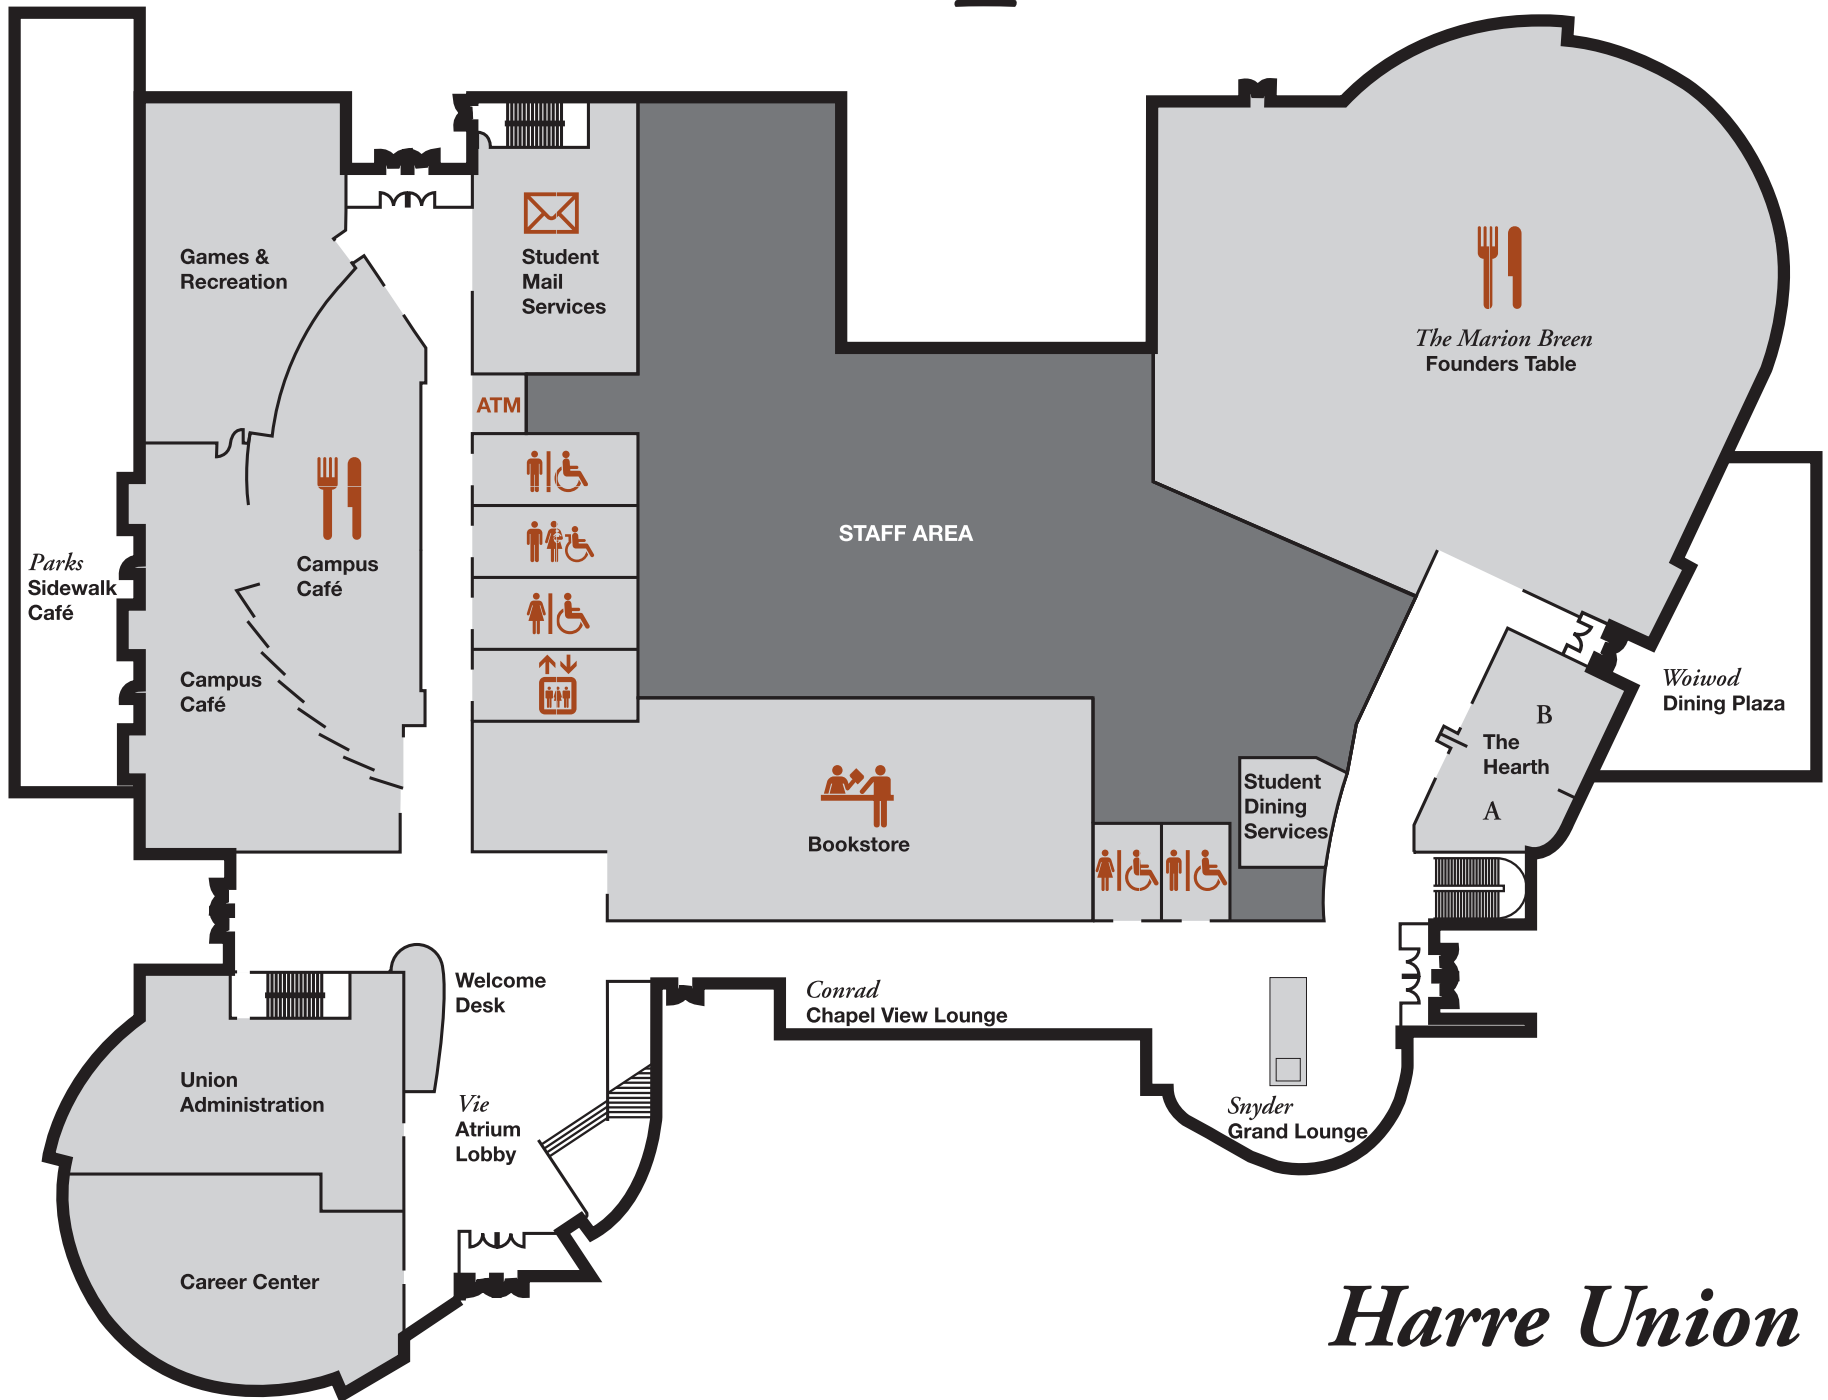 Games &
Recreation
Student
Mail
Services
ATM
The Marion Breen
Founders Table
STAFF AREA
Parks
Sidewalk
Café
Campus
Café
Campus
Café
Woiwod
Dining Plaza
B
The
Hearth
A
Student
Dining
Services
Bookstore
Welcome
Desk
Conrad
Chapel View Lounge
Union
Administration
Vie
Atrium
Lobby
Snyder
Grand Lounge
Career Center
Harre Union